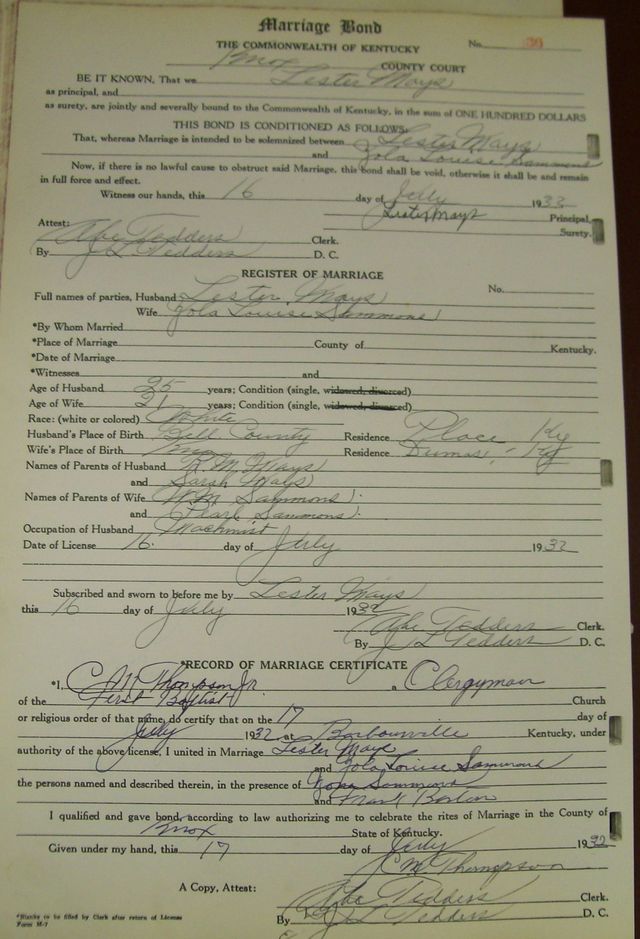 Marriage Bond
THE COMMONWEALTH OF KENTUCKY No.
Knox COUNTY COURT
BE IT KNOWN, That we Lester Mays
as principal, and
as surety, are jointly and severally bound to the Commonwealth of Kentucky, in the sum of ONE HUNDRED DOLLARS
THIS BOND IS CONDITIONED AS FOLLOWS:
That, whereas Marriage is intended to be solemnized between Lester Mays
and Zola Louise Sammons
Now, if there is no lawful cause to obstruct said Marriage, this bond shall be void, otherwise it shall be and remain
in full force and effect.
Witness our hands, this 16 day of July 1932
Lester Mays Principal
Surety.
Attest:
Abe Tedders Clerk.
By J L Tedders D. C.
REGISTER OF MARRIAGE
Full names of parties, Husband Lester Mays No.
Wife Zola Louise Sammons
*By Whom Married
*Place of Marriage County of Kentucky.
*Date of Marriage
*Witnesses and
Age of Husband 25 years; Condition (single, widowed, divorced)
Age of Wife 21 years; Condition (single, widowed, divorced)
Race: (white or colored) White
Husband's Place of Birth Bell County Residence Place Ky
Wife's Place of Birth Residence Dumas, Ky
Names of Parents of Husband R.M. Mays
and Sarah Mays
Names of Parents of Wife W.M. Sammons
and Pearl Sammons
Occupation of Husband Machinist
Date of License 16 day of July 1932
Subscribed and sworn to before me by Lester Mays
this 16 day of July 1932
Abe Tedders Clerk.
By J L Tedders D. C.
*RECORD OF MARRIAGE CERTIFICATE
*I, C M Thompson Jr. a Clergyman
of the First Baptist Church
or religious order of that name, do certify that on the 17 day of
July 1932 at Barbourville Kentucky, under
authority of the above license, I united in Marriage Lester Mays
and Zola Louise Sammons
the persons named and described therein, in the presence of Nora Sammons
and Mark Barton
I qualified and gave bond, according to law authorizing me to celebrate the rites of Marriage in the County of
Knox State of Kentucky.
Given under my hand, this 17 day of July 1932
C M Thompson
A Copy, Attest:
Abe Tedders Clerk.
By J L Tedders D. C.
*Blanks to be filled by Clerk after return of License
Form M-7